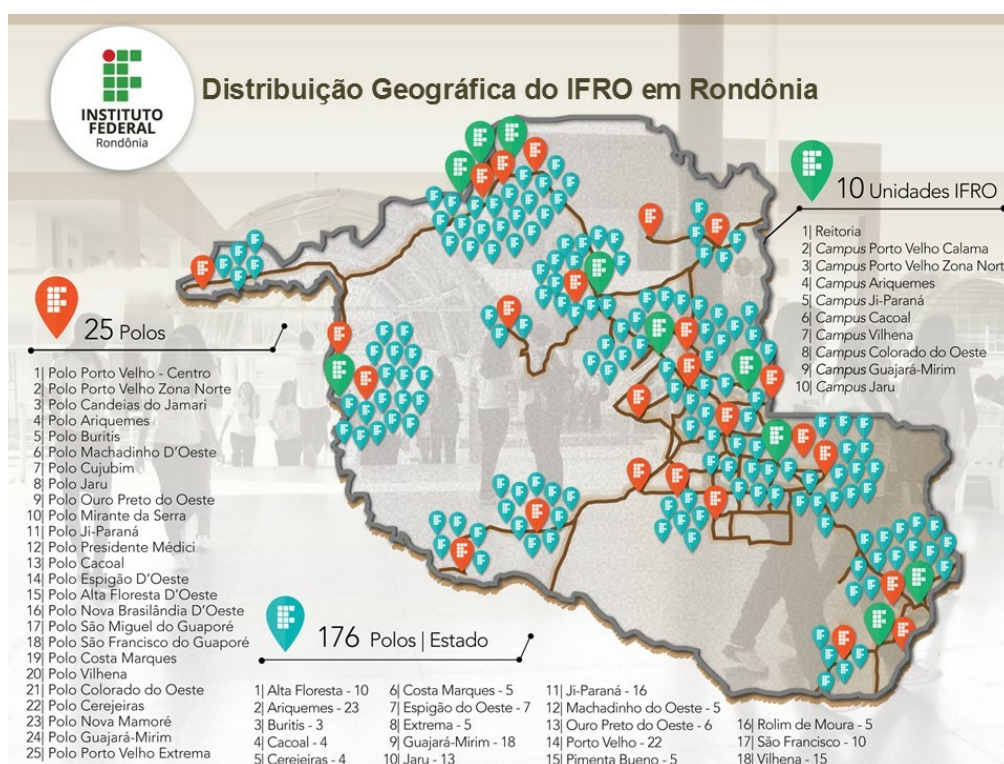 INSTITUTO
FEDERAL
Rondônia
Distribuição Geográfica do IFRO em Rondônia
10 Unidades IFRO
1| Reitoria
2| Campus Porto Velho Calama
3| Campus Porto Velho Zona Nort
4| Campus Ariquemes
5| Campus Ji-Paraná
6| Campus Cacoal
7| Campus Vilhena
8| Campus Colorado do Oeste
9| Campus Guajará-Mirim
10| Campus Jaru
25 Polos
1| Polo Porto Velho - Centro
2| Polo Porto Velho Zona Norte
3| Polo Candeias do Jamari
4| Polo Ariquemes
5| Polo Buritis
6| Polo Machadinho D'Oeste
7| Polo Cujubim
8| Polo Jaru
9| Polo Ouro Preto do Oeste
10| Polo Mirante da Serra
11| Polo Ji-Paraná
12| Polo Presidente Médici
13| Polo Cacoal
14| Polo Espigão D'Oeste
15| Polo Alta Floresta D'Oeste
16| Polo Nova Brasilândia D'Oeste
17| Polo São Miguel do Guaporé
18| Polo São Francisco do Guaporé
19| Polo Costa Marques
20| Polo Vilhena
21| Polo Colorado do Oeste
22| Polo Cerejeiras
23| Polo Nova Mamoré
24| Polo Guajará-Mirim
25| Polo Porto Velho Extrema
176 Polos | Estado
1| Alta Floresta - 10
2| Ariquemes - 23
3| Buritis - 3
4| Cacoal - 4
5| Cerejeiras - 4
6| Costa Marques - 5
7| Espigão do Oeste - 7
8| Extrema - 5
9| Guajará-Mirim - 18
10| Jaru - 13
11| Ji-Paraná - 16
12| Machadinho do Oeste - 5
13| Ouro Preto do Oeste - 6
14| Porto Velho - 22
15| Pimenta Bueno - 5
16| Rolim de Moura - 5
17| São Francisco - 10
18| Vilhena - 15